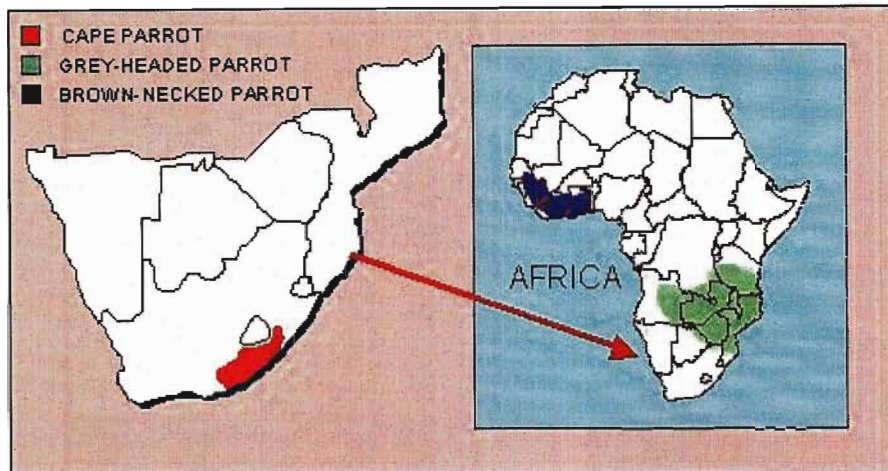 CAPE PARROT
GREY-HEADED PARROT
BROWN-NECKED PARROT
AFRICA